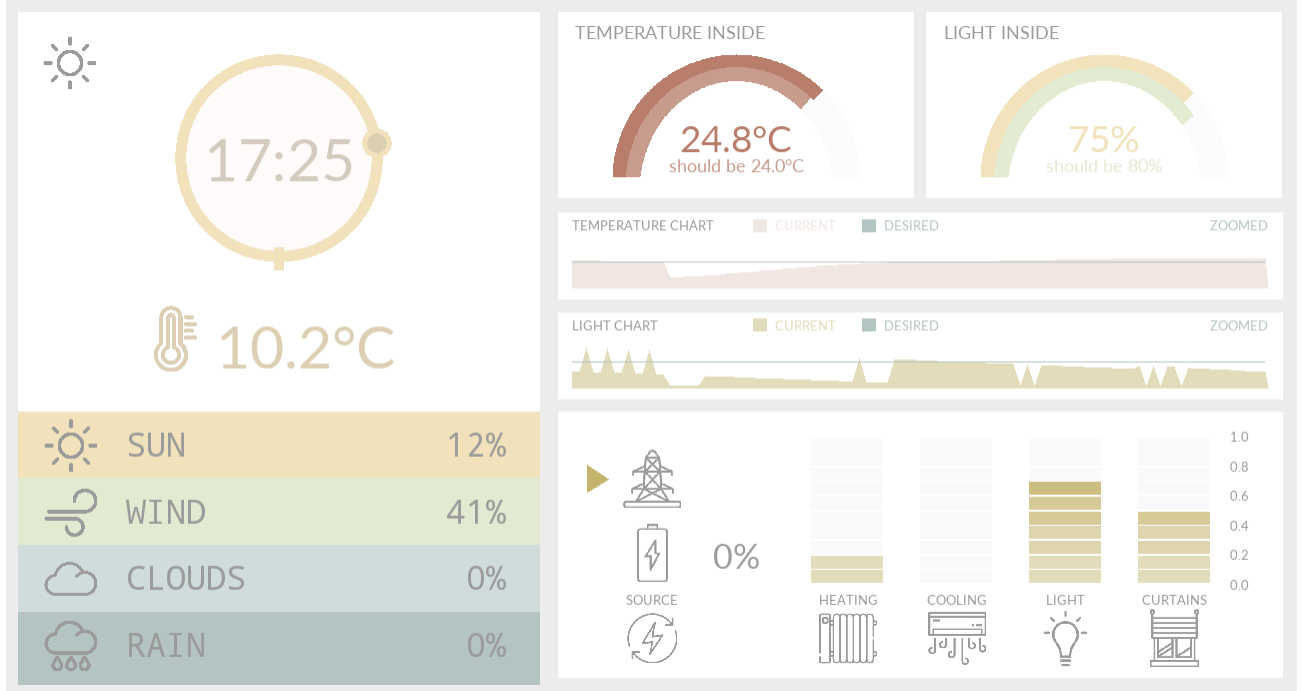 17:25
10.2°C
SUN 12%
WIND 41%
CLOUDS 0%
RAIN 0%
TEMPERATURE INSIDE
24.8°C
should be 24.0°C
LIGHT INSIDE
75%
should be 80%
TEMPERATURE CHART CURRENT DESIRED ZOOMED
LIGHT CHART CURRENT DESIRED ZOOMED
1.0
0.8
0.6
0.4
0.2
0.0
0%
SOURCE HEATING COOLING LIGHT CURTAINS